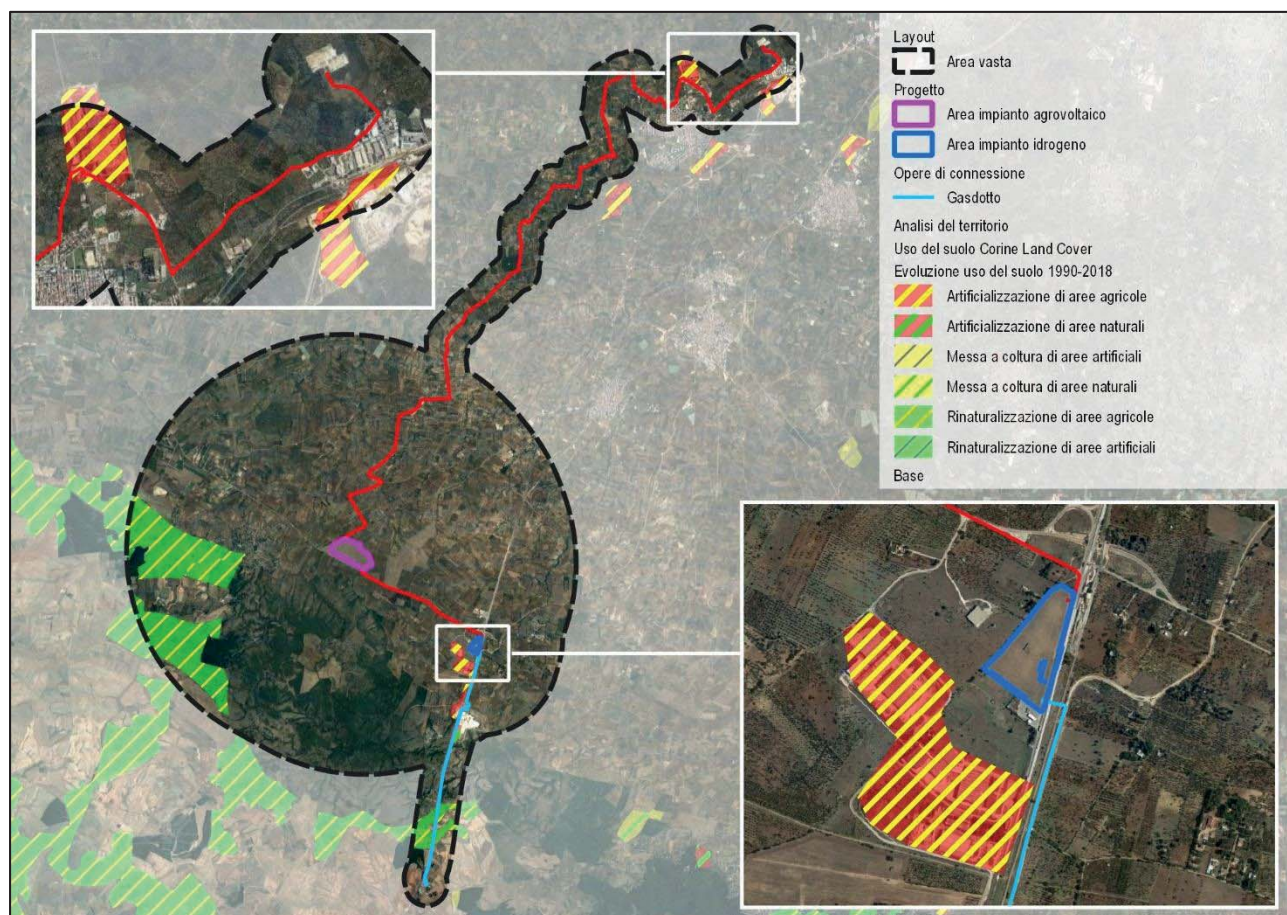 Layout
Area vasta
Progetto
Area impianto agrovoltaico
Area impianto idrogeno
Opere di connessione
Gasdotto
Analisi del territorio
Uso del suolo Corine Land Cover
Evoluzione uso del suolo 1990-2018
Artificializzazione di aree agricole
Artificializzazione di aree naturali
Messa a coltura di aree artificiali
Messa a coltura di aree naturali
Rinaturalizzazione di aree agricole
Rinaturalizzazione di aree artificiali
Base